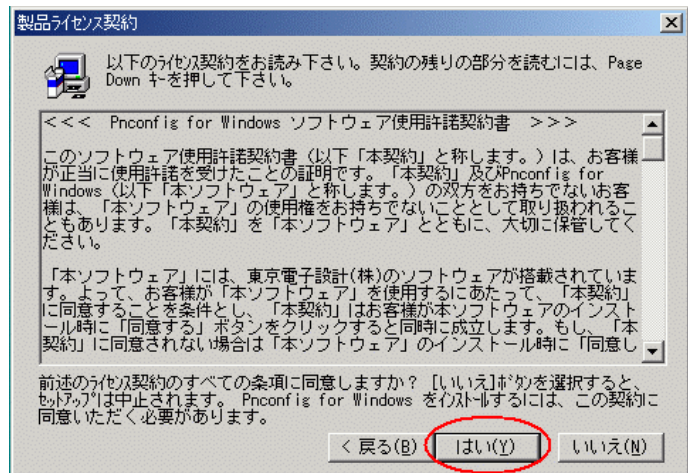 製品ライセンス契約
以下のライセンス契約をお読み下さい。契約の残りの部分を読むには、Page
Down キーを押して下さい。
<<<  Pnconfig for Windows ソフトウェア使用許諾契約書  >>>
このソフトウェア使用許諾契約書（以下「本契約」と称します。）は、お客様
が正当に使用許諾を受けたことの証明です。「本契約」及びPnconfig for
Windows（以下「本ソフトウェア」と称します。）の双方をお持ちでないお客
様は、「本ソフトウェア」の使用権をお持ちでないこととして取り扱われるこ
ともあります。「本契約」を「本ソフトウェア」とともに、大切に保管してく
ださい。
「本ソフトウェア」には、東京電子設計(株)のソフトウェアが搭載されていま
す。よって、お客様が「本ソフトウェア」を使用するにあたって、「本契約」
に同意することを条件とし、「本契約」はお客様が本ソフトウェアのインスト
ール時に「同意する」ボタンをクリックすると同時に成立します。もし、「本
契約」に同意されない場合は「本ソフトウェア」のインストール時に「同意し
前述のライセンス契約のすべての条項に同意しますか？ [いいえ]ボタンを選択すると、
セットアップは中止されます。 Pnconfig for Windows をインストールするには、この契約に
同意いただく必要があります。
< 戻る(B) はい(Y) いいえ(N)